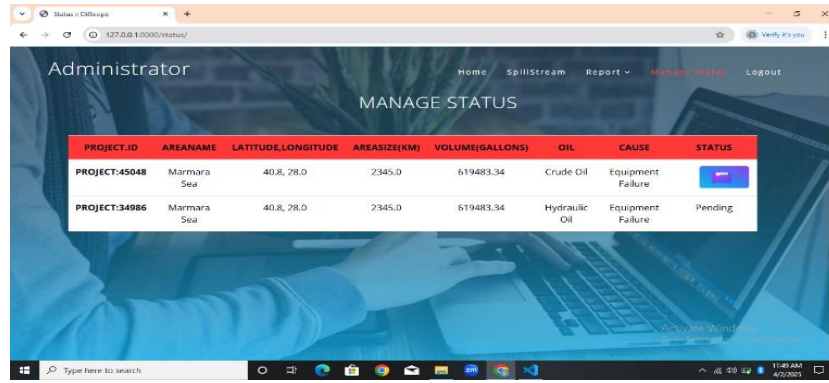 Status :: OilScope
127.0.0.1:8000/status/
Verify it's you
Administrator
Home SpillStream Report Manage Status Logout
MANAGE STATUS
PROJECT.ID AREANAME LATITUDE,LONGITUDE AREASIZE(KM) VOLUME(GALLONS) OIL CAUSE STATUS
PROJECT:45048 Marmara Sea 40.8, 28.0 2345.0 619483.34 Crude Oil Equipment Failure
PROJECT:34986 Marmara Sea 40.8, 28.0 2345.0 619483.34 Hydraulic Oil Equipment Failure Pending
Activate Windows
Type here to search
zm
11:49 AM
4/2/2025